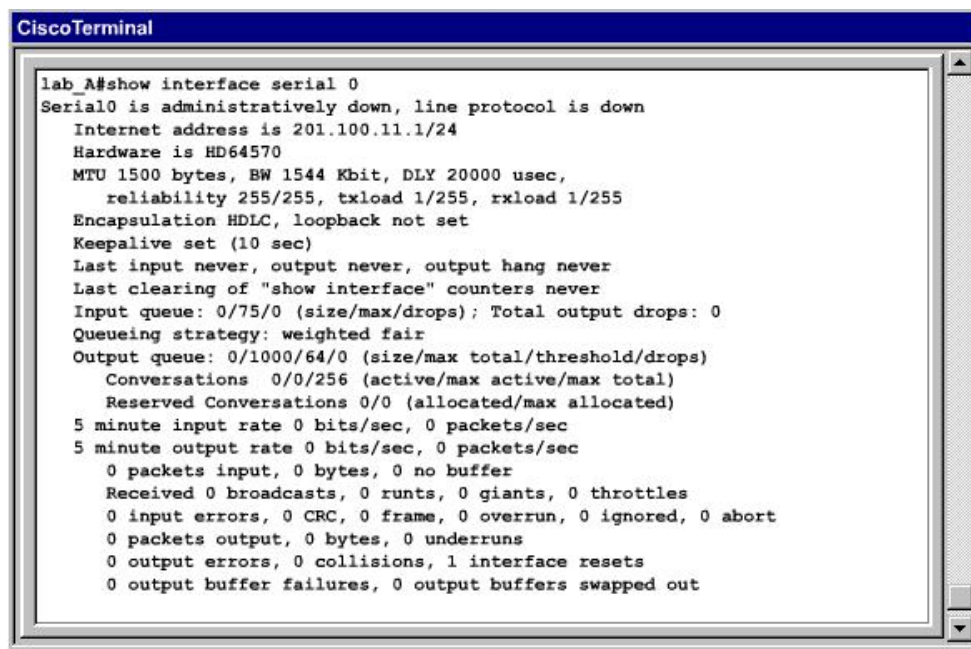 CiscoTerminal
lab_A#show interface serial 0
Serial0 is administratively down, line protocol is down
Internet address is 201.100.11.1/24
Hardware is HD64570
MTU 1500 bytes, BW 1544 Kbit, DLY 20000 usec,
reliability 255/255, txload 1/255, rxload 1/255
Encapsulation HDLC, loopback not set
Keepalive set (10 sec)
Last input never, output never, output hang never
Last clearing of "show interface" counters never
Input queue: 0/75/0 (size/max/drops); Total output drops: 0
Queueing strategy: weighted fair
Output queue: 0/1000/64/0 (size/max total/threshold/drops)
Conversations 0/0/256 (active/max active/max total)
Reserved Conversations 0/0 (allocated/max allocated)
5 minute input rate 0 bits/sec, 0 packets/sec
5 minute output rate 0 bits/sec, 0 packets/sec
0 packets input, 0 bytes, 0 no buffer
Received 0 broadcasts, 0 runts, 0 giants, 0 throttles
0 input errors, 0 CRC, 0 frame, 0 overrun, 0 ignored, 0 abort
0 packets output, 0 bytes, 0 underruns
0 output errors, 0 collisions, 1 interface resets
0 output buffer failures, 0 output buffers swapped out